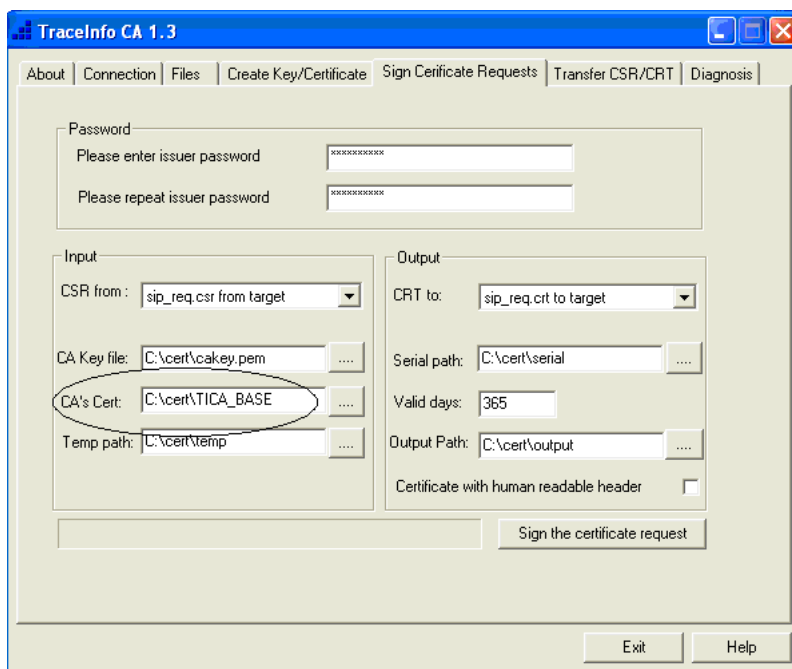 TraceInfo CA 1.3
About Connection Files Create Key/Certificate Sign Cerificate Requests Transfer CSR/CRT Diagnosis
Password
Please enter issuer password **********
Please repeat issuer password **********
Input
CSR from : sip_req.csr from target
CA Key file: C:\cert\cakey.pem ....
CA's Cert: C:\cert\TICA_BASE ....
Temp path: C:\cert\temp ....
Output
CRT to: sip_req.crt to target
Serial path: C:\cert\serial ....
Valid days: 365
Output Path: C:\cert\output ....
Certificate with human readable header
Sign the certificate request
Exit Help